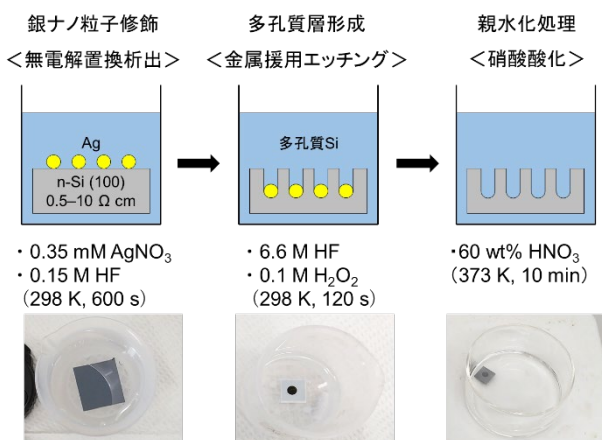 銀ナノ粒子修飾
＜無電解置換析出＞
Ag
n-Si (100)
0.5–10 Ω cm
・0.35 mM AgNO₃
・0.15 M HF
（298 K, 600 s）
多孔質層形成
＜金属援用エッチング＞
多孔質Si
・6.6 M HF
・0.1 M H₂O₂
（298 K, 120 s）
親水化処理
＜硝酸酸化＞
・60 wt% HNO₃
（373 K, 10 min）